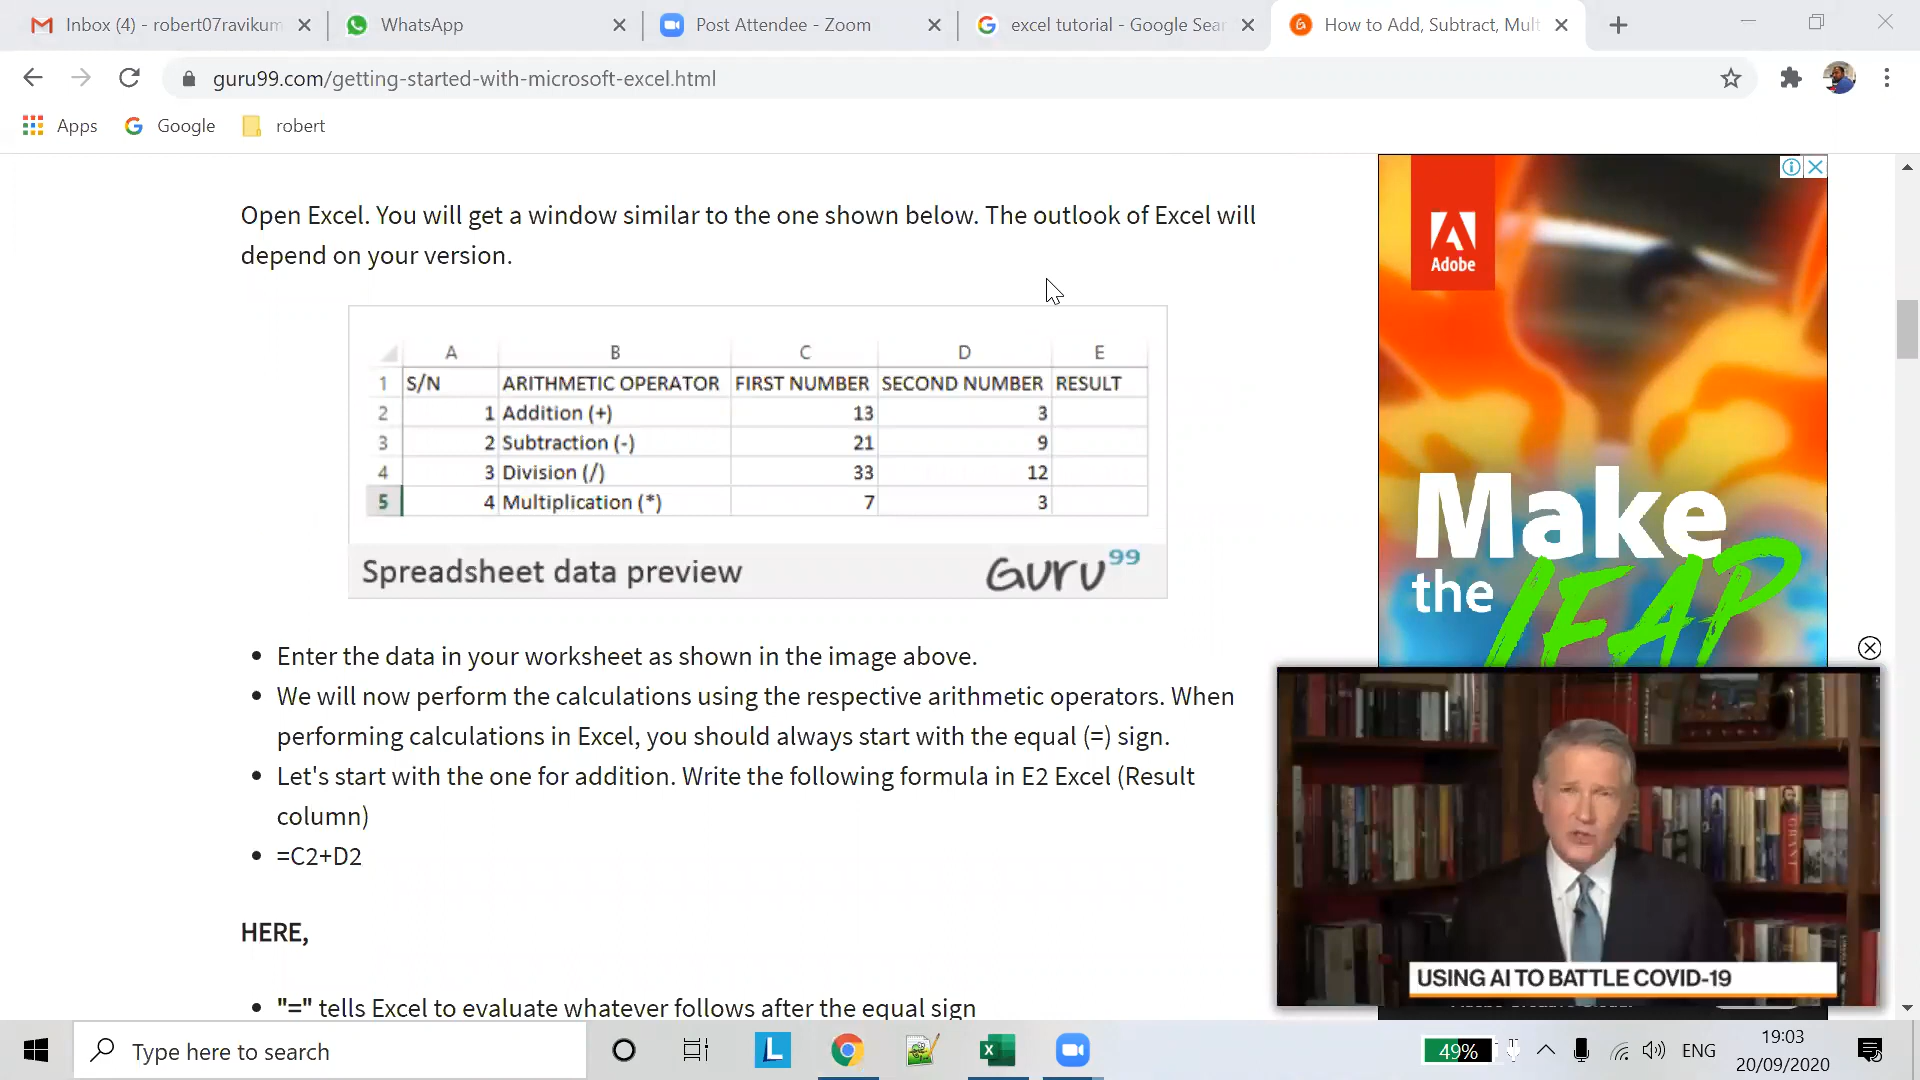 Inbox (4) - robert07ravikum
WhatsApp
Post Attendee - Zoom
excel tutorial - Google Sear
How to Add, Subtract, Mult
guru99.com/getting-started-with-microsoft-excel.html
Apps
Google
robert
Open Excel. You will get a window similar to the one shown below. The outlook of Excel will
depend on your version.
A B C D E
1 S/N ARITHMETIC OPERATOR FIRST NUMBER SECOND NUMBER RESULT
2 1 Addition (+) 13 3
3 2 Subtraction (-) 21 9
4 3 Division (/) 33 12
5 4 Multiplication (*) 7 3
Spreadsheet data preview
Guru99
• Enter the data in your worksheet as shown in the image above.
• We will now perform the calculations using the respective arithmetic operators. When
performing calculations in Excel, you should always start with the equal (=) sign.
• Let's start with the one for addition. Write the following formula in E2 Excel (Result
column)
• =C2+D2
HERE,
• "=" tells Excel to evaluate whatever follows after the equal sign
Adobe
Make
the LEAP
USING AI TO BATTLE COVID-19
Type here to search
L
X
49%
ENG
19:03
20/09/2020